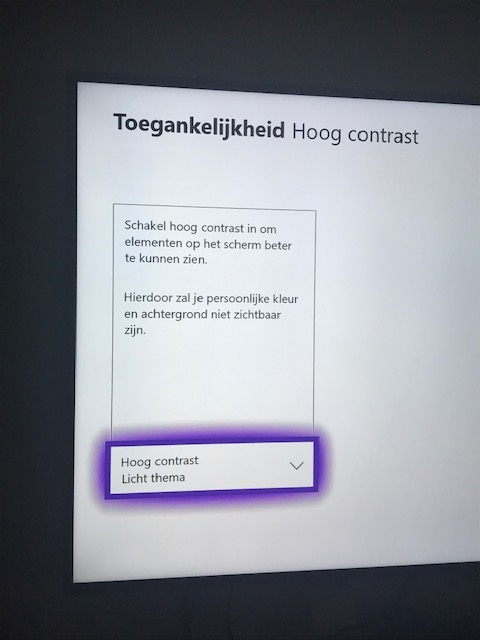 Toegankelijkheid Hoog contrast
Schakel hoog contrast in om
elementen op het scherm beter
te kunnen zien.
Hierdoor zal je persoonlijke kleur
en achtergrond niet zichtbaar
zijn.
Hoog contrast
Licht thema